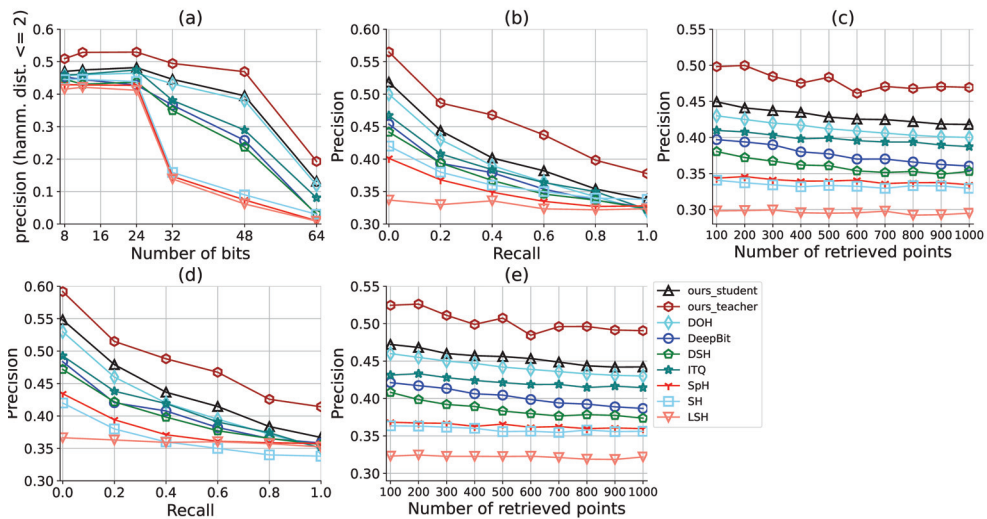 (a)
precision (hamm. dist. <= 2)
0.6
0.5
0.4
0.3
0.2
0.1
0.0
8 16 24 32 48 64
Number of bits
(b)
Precision
0.60
0.55
0.50
0.45
0.40
0.35
0.30
0.0 0.2 0.4 0.6 0.8 1.0
Recall
(c)
Precision
0.55
0.50
0.45
0.40
0.35
0.30
100 200 300 400 500 600 700 800 900 1000
Number of retrieved points
(d)
Precision
0.60
0.55
0.50
0.45
0.40
0.35
0.30
0.0 0.2 0.4 0.6 0.8 1.0
Recall
(e)
Precision
0.55
0.50
0.45
0.40
0.35
0.30
100 200 300 400 500 600 700 800 900 1000
Number of retrieved points
ours_student
ours_teacher
DOH
DeepBit
DSH
ITQ
SpH
SH
LSH